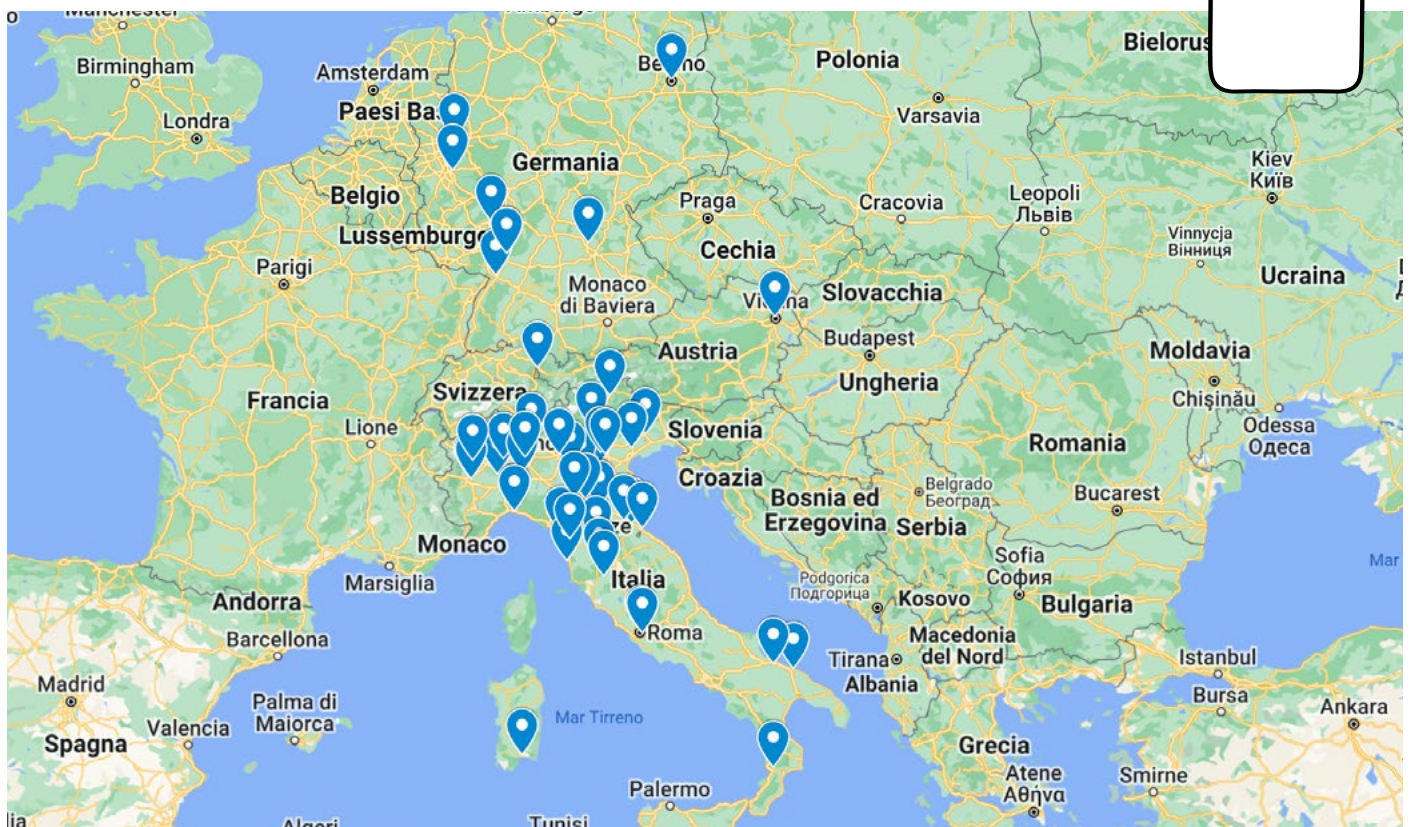 Manchester
Birmingham
Londra
Amsterdam
Paesi Ba
Belgio
Lussemburgo
Parigi
Germania
Polonia
Varsavia
Bielorus
Kiev
Київ
Praga
Cechia
Cracovia
Leopoli
Львів
Vinnycja
Вінниця
Ucraina
Monaco
di Baviera
Slovacchia
Austria
Budapest
Ungheria
Moldavia
Chișinău
Odessa
Одеса
Svizzera
Francia
Lione
Slovenia
Croazia
Romania
Belgrado
Београд
Bucarest
Bosnia ed
Erzegovina
Serbia
Monaco
Marsiglia
Italia
Sofia
София
Podgorica
Подгорица
Kosovo
Bulgaria
Mar
Andorra
Barcellona
Roma
Macedonia
del Nord
Tirana
Albania
Istanbul
Bursa
Ankara
Madrid
Spagna
Valencia
Palma di
Maiorca
Mar Tirreno
Grecia
Atene
Αθήνα
Smirne
Palermo
Algeri
Tunisi